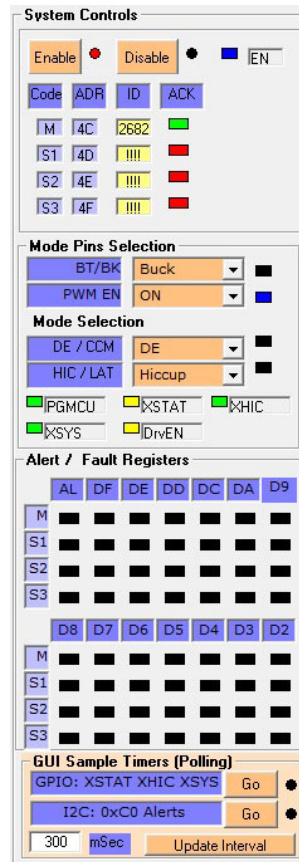 System Controls
Enable Disable EN
Code ADR ID ACK
M 4C 2682
S1 4D !!!!
S2 4E !!!!
S3 4F !!!!
Mode Pins Selection
BT/BK Buck
PWM EN ON
Mode Selection
DE / CCM DE
HIC / LAT Hiccup
PGMCU XSTAT XHIC
XSYS DrvEN
Alert / Fault Registers
AL DF DE DD DC DA D9
M
S1
S2
S3
D8 D7 D6 D5 D4 D3 D2
M
S1
S2
S3
GUI Sample Timers (Polling)
GPIO: XSTAT XHIC XSYS Go
I2C: 0xC0 Alerts Go
300 mSec Update Interval